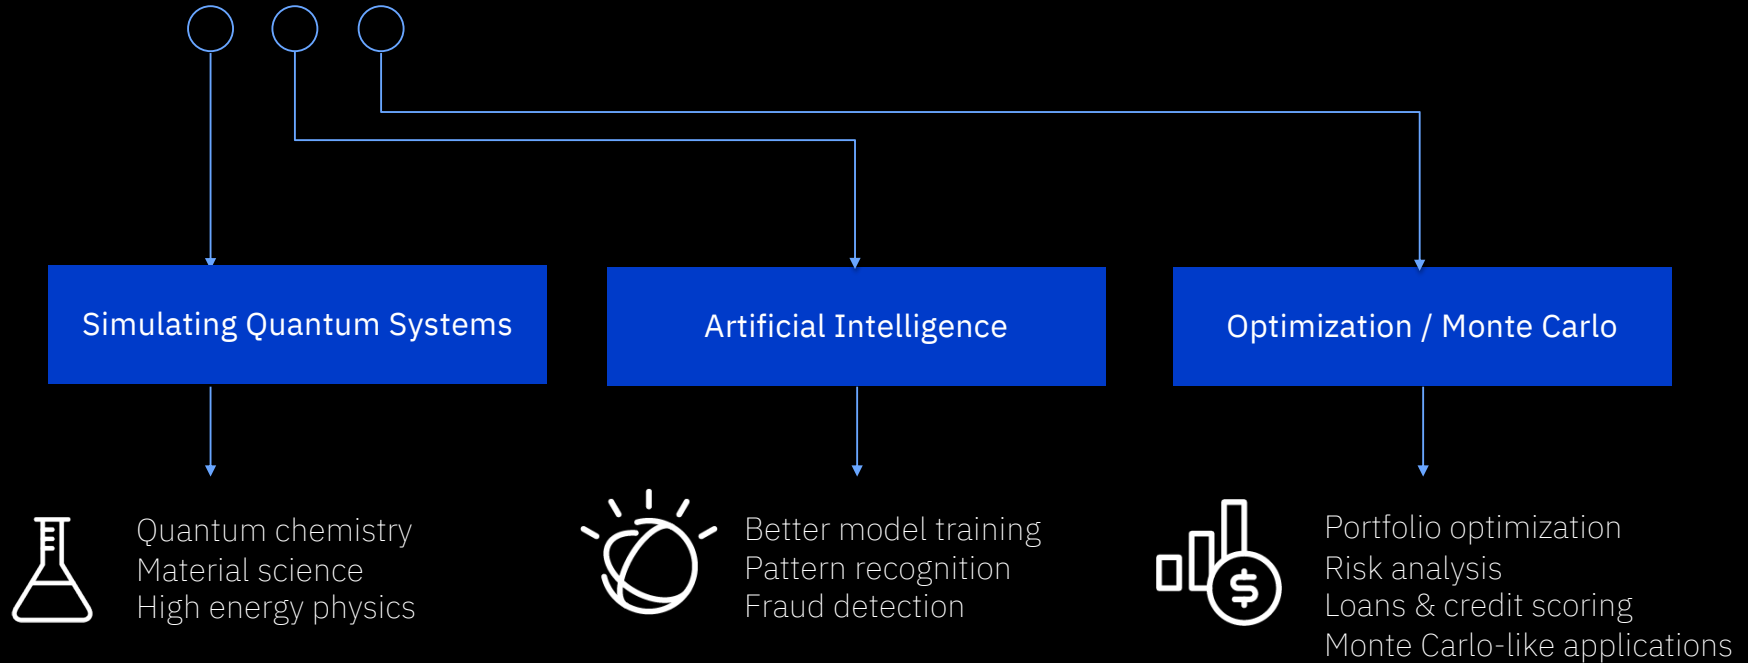 Simulating Quantum Systems
Artificial Intelligence
Optimization / Monte Carlo
Quantum chemistry
Material science
High energy physics
Better model training
Pattern recognition
Fraud detection
$
Portfolio optimization
Risk analysis
Loans & credit scoring
Monte Carlo-like applications